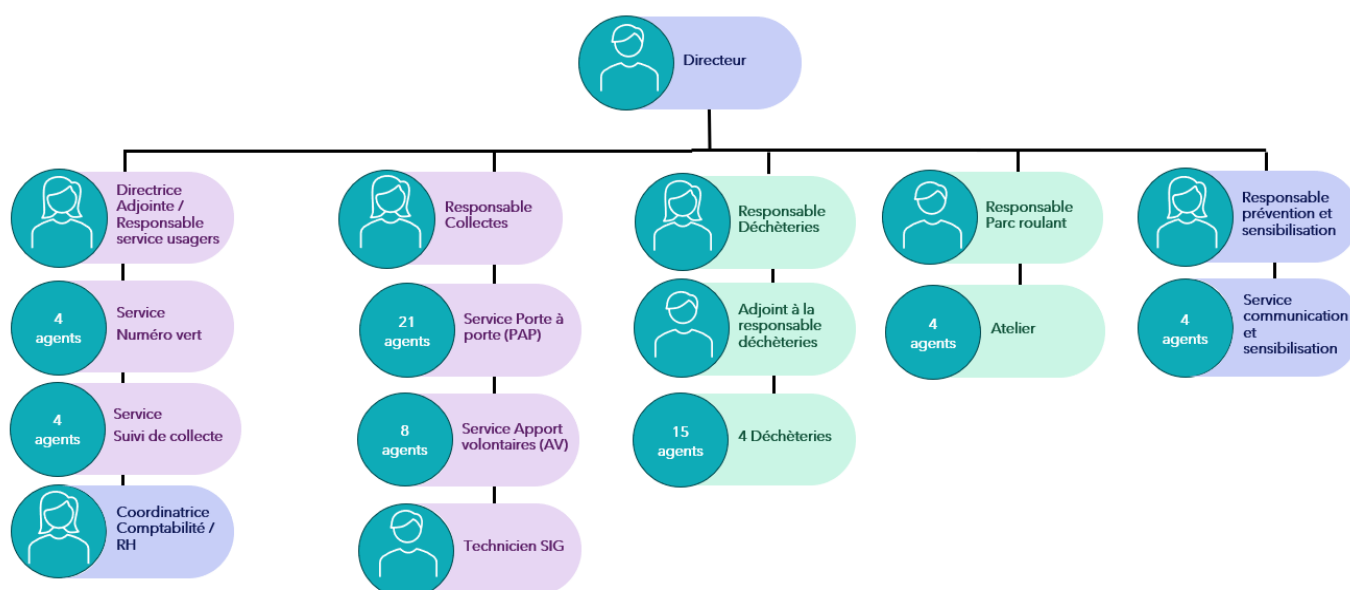 Directeur
Directrice
Adjointe /
Responsable
service usagers
4
agents
Service
Numéro vert
4
agents
Service
Suivi de collecte
Coordinatrice
Comptabilité /
RH
Responsable
Collectes
21
agents
Service Porte à
porte (PAP)
8
agents
Service Apport
volontaires (AV)
Technicien SIG
Responsable
Déchèteries
Adjoint à la
responsable
déchèteries
15
agents
4 Déchèteries
Responsable
Parc roulant
4
agents
Atelier
Responsable
prévention et
sensibilisation
4
agents
Service
communication
et
sensibilisation